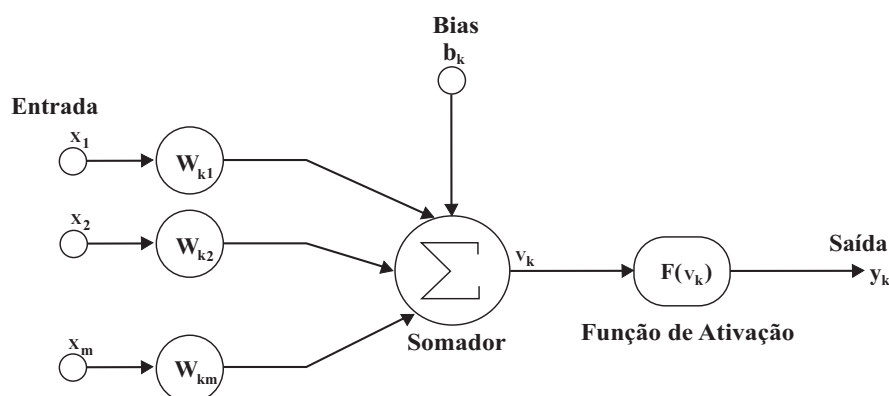 Bias
b_k
Entrada
x_1
W_k1
x_2
W_k2
Σ
v_k
F(v_k)
Saída
y_k
Somador
Função de Ativação
x_m
W_km